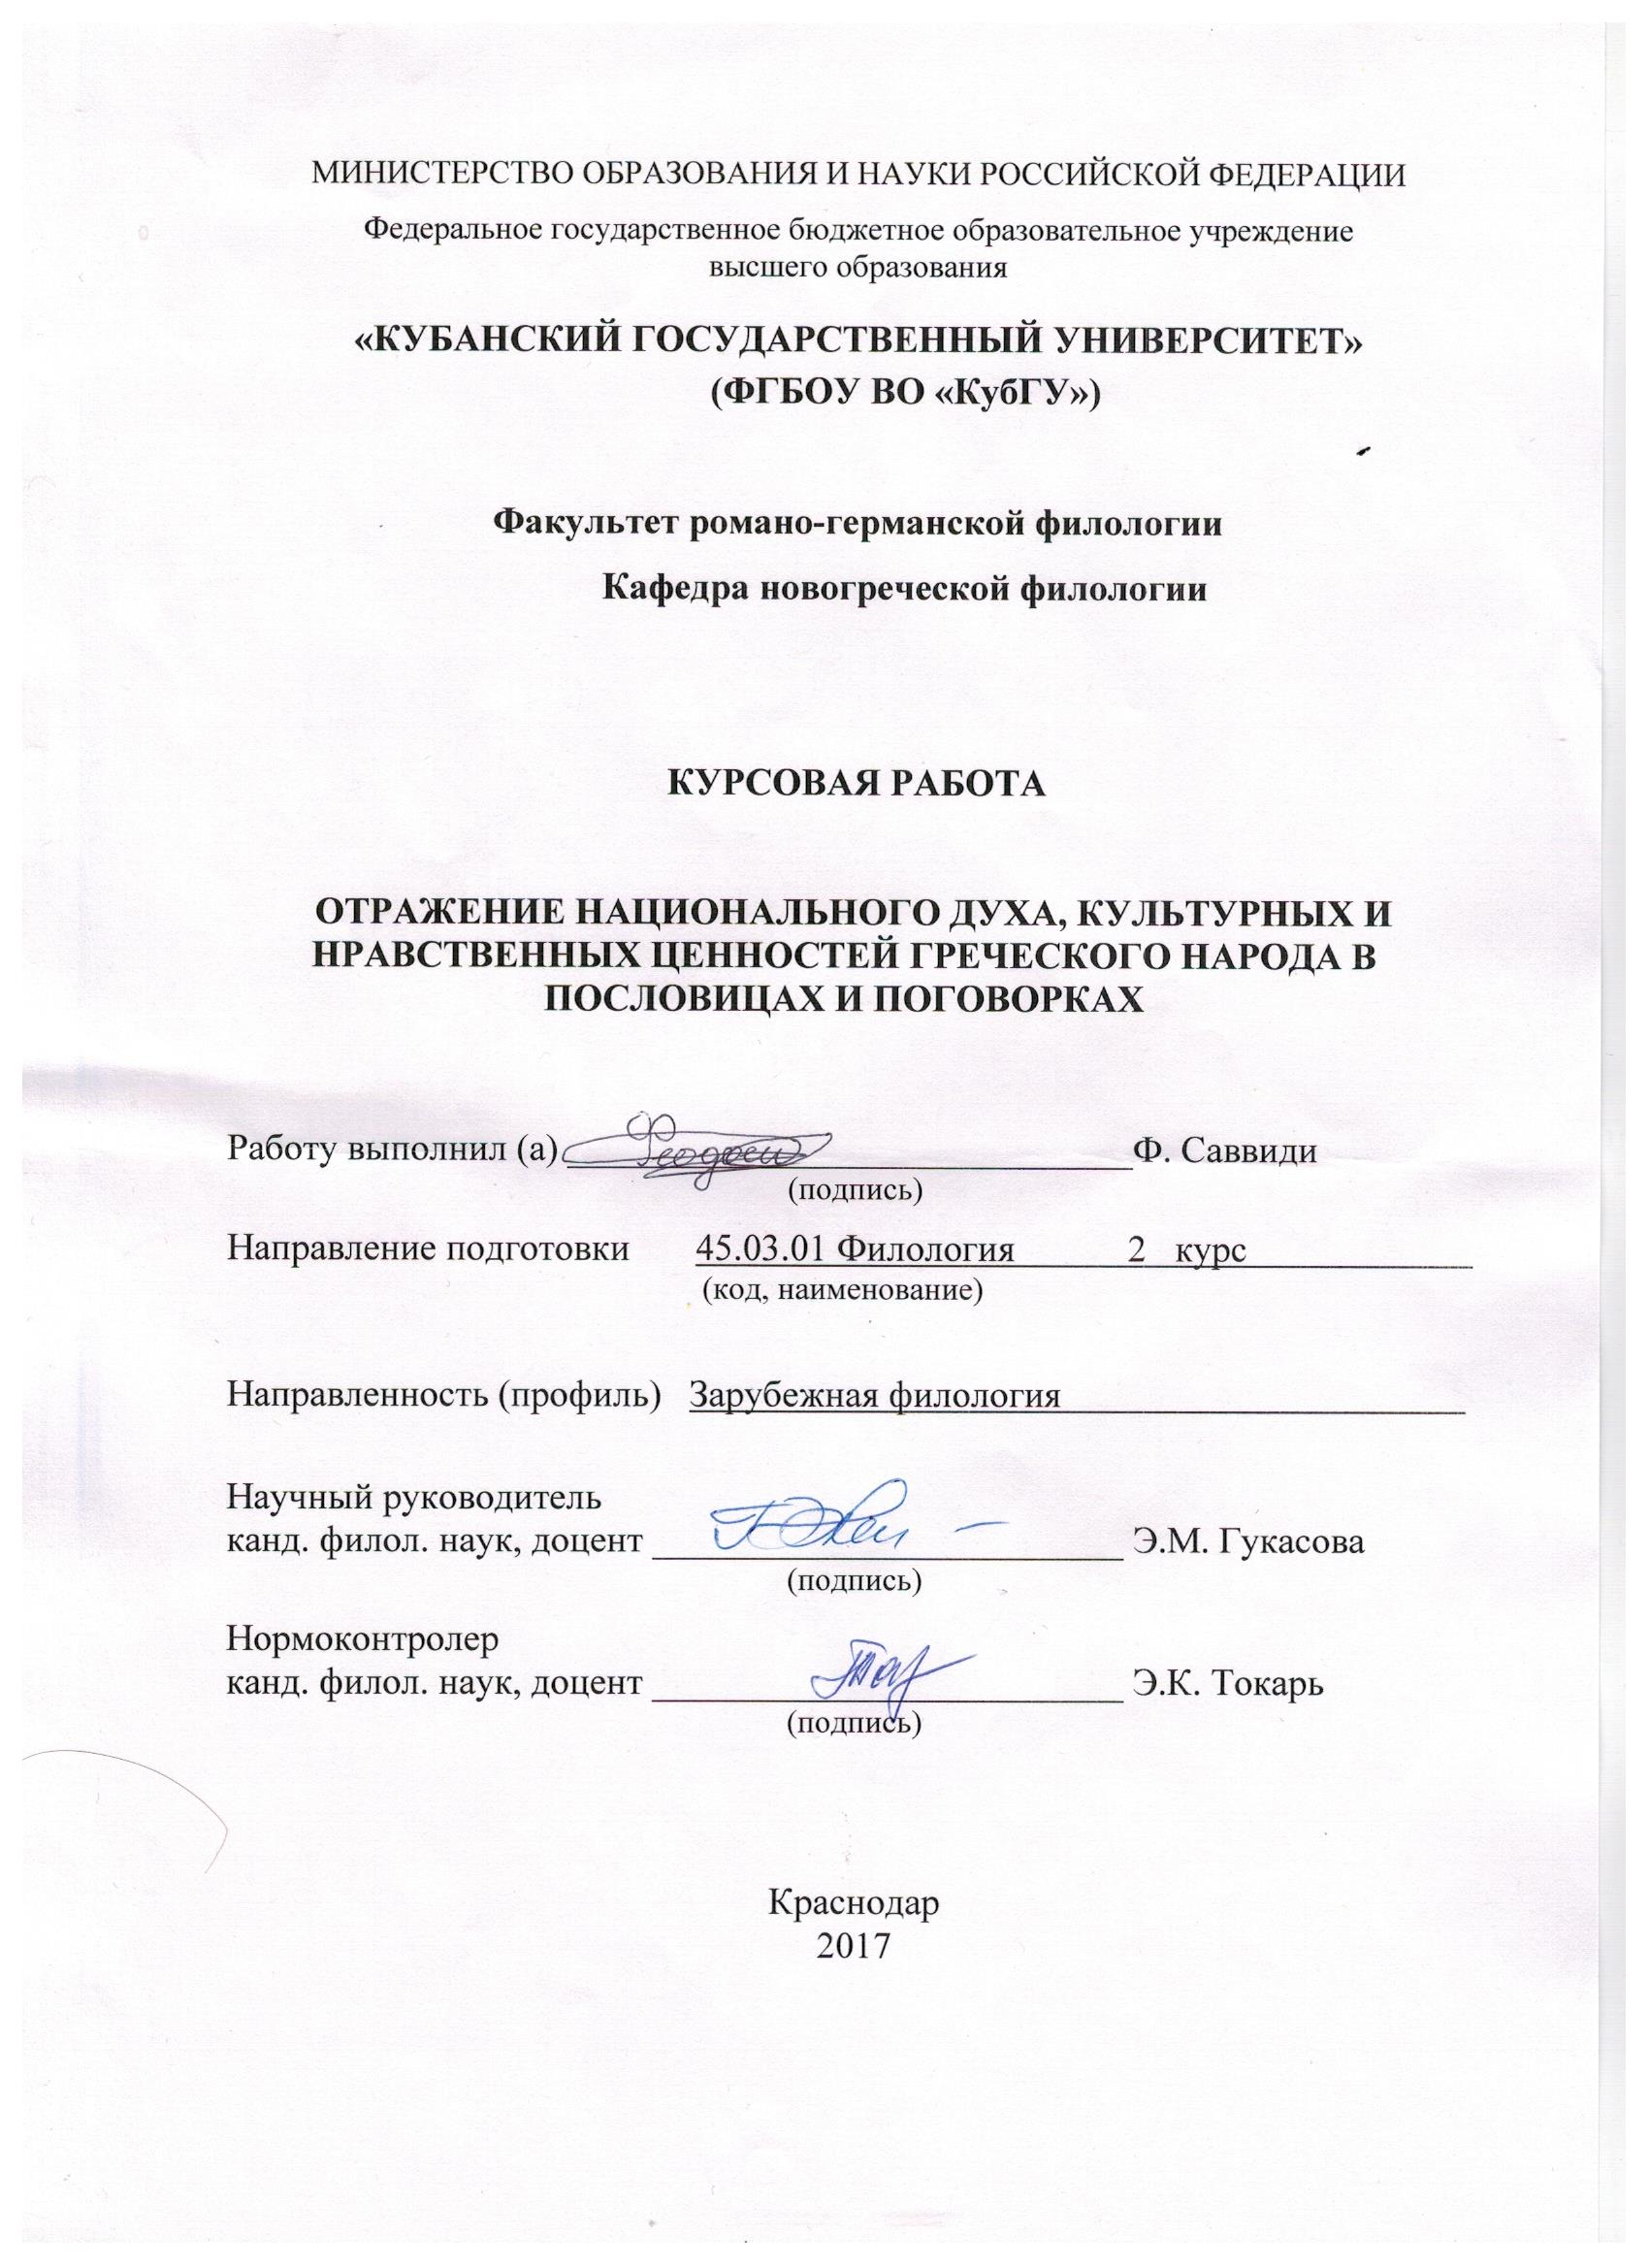 МИНИСТЕРСТВО ОБРАЗОВАНИЯ И НАУКИ РОССИЙСКОЙ ФЕДЕРАЦИИ
Федеральное государственное бюджетное образовательное учреждение
высшего образования
«КУБАНСКИЙ ГОСУДАРСТВЕННЫЙ УНИВЕРСИТЕТ»
(ФГБОУ ВО «КубГУ»)
Факультет романо-германской филологии
Кафедра новогреческой филологии
КУРСОВАЯ РАБОТА
ОТРАЖЕНИЕ НАЦИОНАЛЬНОГО ДУХА, КУЛЬТУРНЫХ И
НРАВСТВЕННЫХ ЦЕННОСТЕЙ ГРЕЧЕСКОГО НАРОДА В
ПОСЛОВИЦАХ И ПОГОВОРКАХ
Работу выполнил (а) Ф. Саввиди
(подпись)
Направление подготовки 45.03.01 Филология 2 курс
(код, наименование)
Направленность (профиль) Зарубежная филология
Научный руководитель
канд. филол. наук, доцент Э.М. Гукасова
(подпись)
Нормоконтролер
канд. филол. наук, доцент Э.К. Токарь
(подпись)
Краснодар
2017